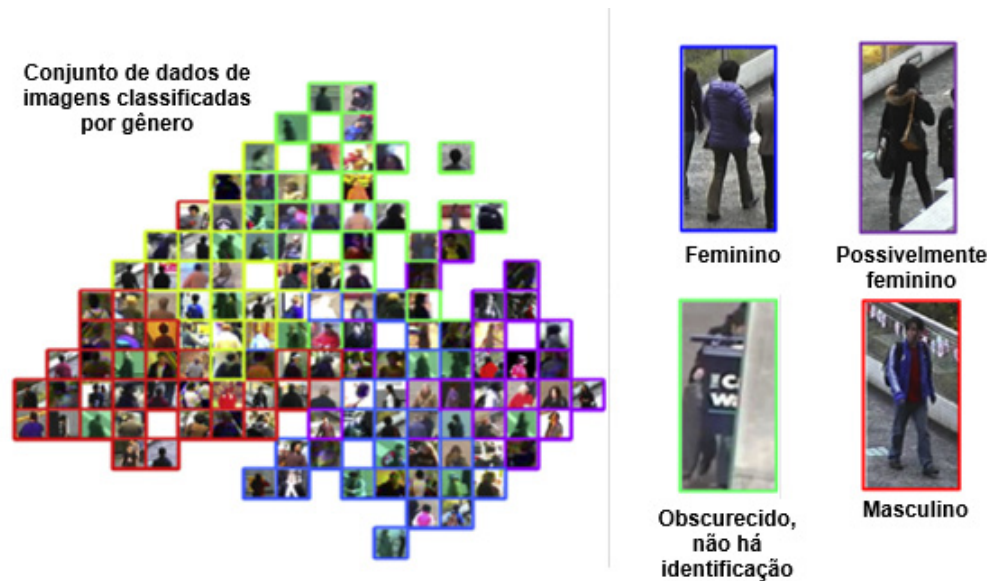 Conjunto de dados de
imagens classificadas
por gênero
Feminino
Possivelmente
feminino
Obscurecido,
não há
identificação
Masculino